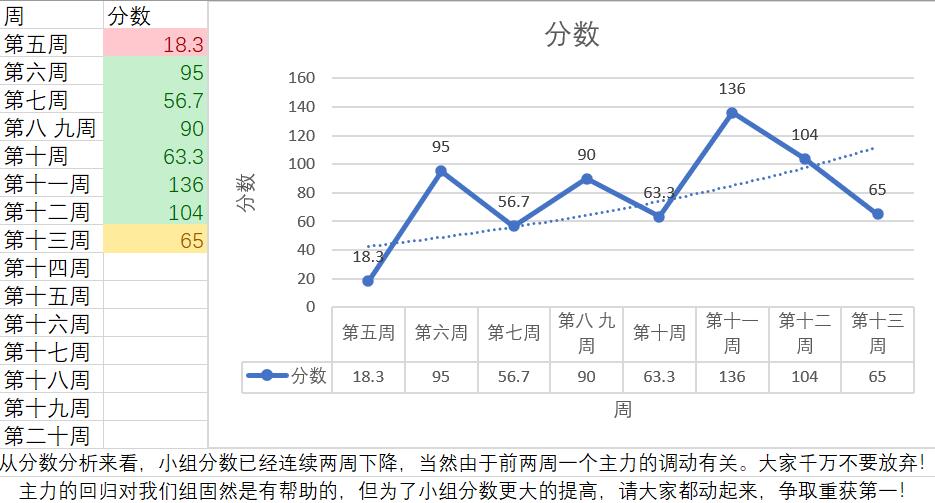 周 分数
第五周 18.3
第六周 95
第七周 56.7
第八 九周 90
第十周 63.3
第十一周 136
第十二周 104
第十三周 65
第十四周
第十五周
第十六周
第十七周
第十八周
第十九周
第二十周
分数
160
140
120
100
80
60
40
20
0
分数
18.3
95
56.7
90
63.3
136
104
65
第五周 第六周 第七周 第八 九周 第十周 第十一周 第十二周 第十三周
分数 18.3 95 56.7 90 63.3 136 104 65
周
从分数分析来看，小组分数已经连续两周下降，当然由于前两周一个主力的调动有关。大家千万不要放弃！
主力的回归对我们组固然是有帮助的，但为了小组分数更大的提高，请大家都动起来，争取重获第一！